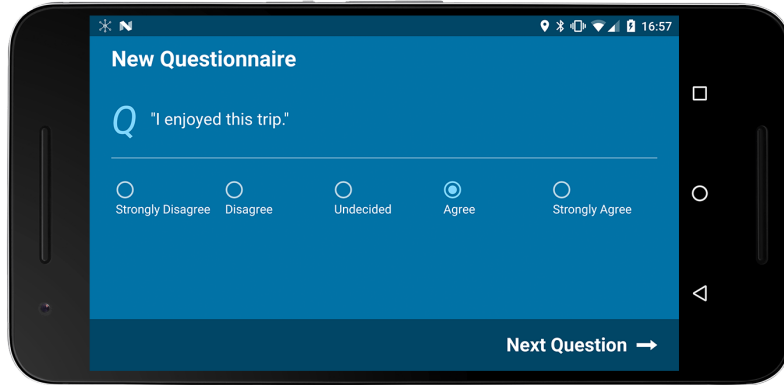 16:57
New Questionnaire
Q "I enjoyed this trip."
Strongly Disagree Disagree Undecided Agree Strongly Agree
Next Question →